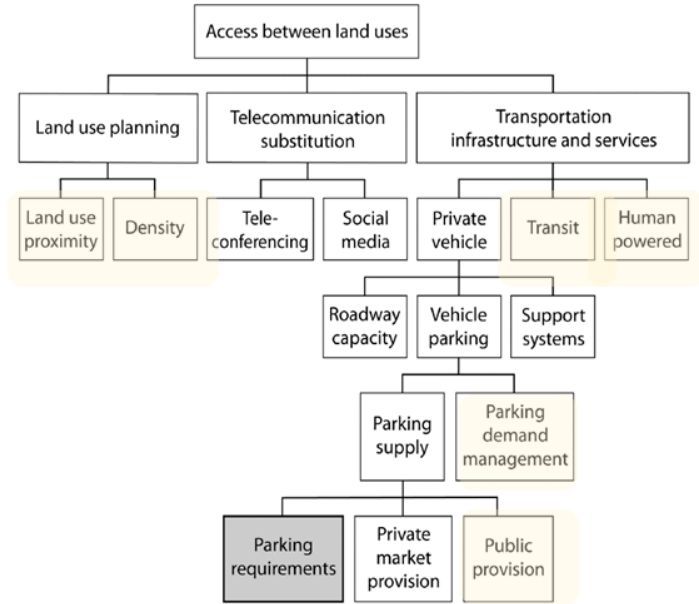 Access between land uses
Land use planning
Telecommunication
substitution
Transportation
infrastructure and services
Land use
proximity
Density
Tele-
conferencing
Social
media
Private
vehicle
Transit
Human
powered
Roadway
capacity
Vehicle
parking
Support
systems
Parking
supply
Parking
demand
management
Parking
requirements
Private
market
provision
Public
provision